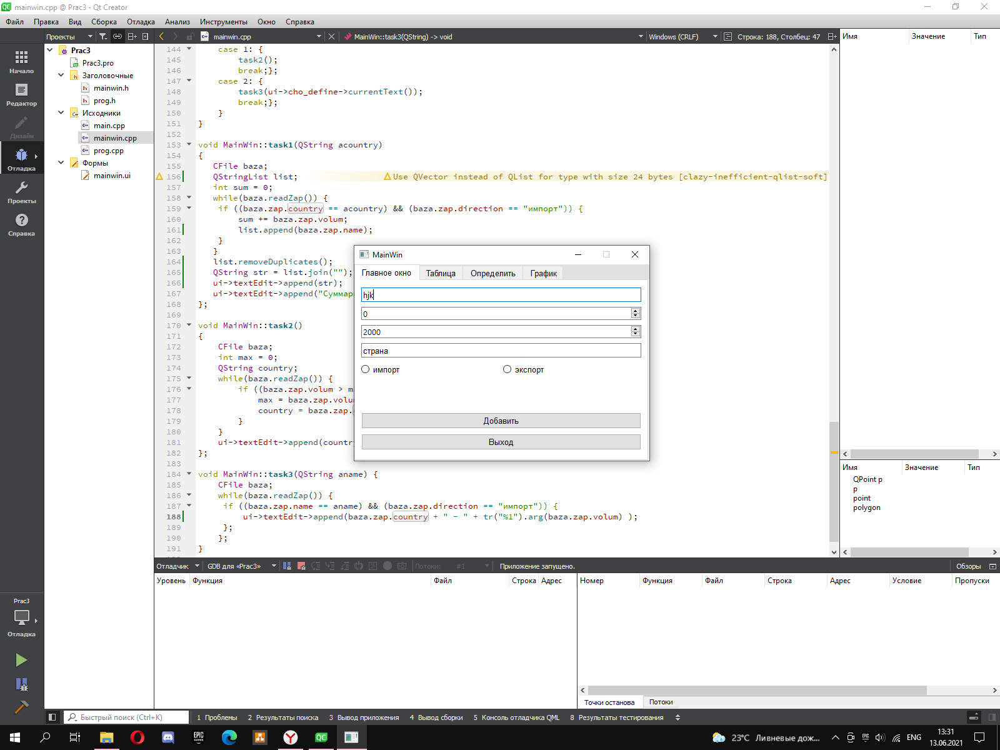 mainwin.cpp @ Prac3 - Qt Creator
Файл Правка Вид Сборка Отладка Анализ Инструменты Окно Справка
Проекты mainwin.cpp MainWin::task3(QString) -> void Windows (CRLF) Строка: 188, Столбец: 47
Начало
Редактор
Дизайн
Отладка
Проекты
Справка
Prac3
Prac3.pro
Заголовочные
mainwin.h
prog.h
Исходники
main.cpp
mainwin.cpp
prog.cpp
Формы
mainwin.ui
144 case 1: {
145 task2();
146 break;};
147 case 2: {
148 task3(ui->cho_define->currentText());
149 break;};
150 }
151 }
152
153 void MainWin::task1(QString acountry)
154 {
155 CFile baza;
156 QStringList list; Use QVector instead of QList for type with size 24 bytes [clazy-inefficient-qlist-soft]
157 int sum = 0;
158 while(baza.readZap()) {
159 if ((baza.zap.country == acountry) && (baza.zap.direction == "импорт")) {
160 sum += baza.zap.volum;
161 list.append(baza.zap.name);
162 }
163 }
164 list.removeDuplicates();
165 QString str = list.join("");
166 ui->textEdit->append(str);
167 ui->textEdit->append("Суммар
168 };
169
170 void MainWin::task2()
171 {
172 CFile baza;
173 int max = 0;
174 QString country;
175 while(baza.readZap()) {
176 if ((baza.zap.volum > m
177 max = baza.zap.volu
178 country = baza.zap.
179 }
180 }
181 ui->textEdit->append(countr
182 };
183
184 void MainWin::task3(QString aname) {
185 CFile baza;
186 while(baza.readZap()) {
187 if ((baza.zap.name == aname) && (baza.zap.direction == "импорт")) {
188 ui->textEdit->append(baza.zap.country + " - " + tr("%1").arg(baza.zap.volum) );
189 };
190 };
191 }
MainWin
Главное окно Таблица Определить График
hjk
0
2000
страна
импорт экспорт
Добавить
Выход
Имя Значение Тип
Имя Значение Тип
QPoint p
p
point
polygon
Отладчик GDB для «Prac3» Потоки: #1 Приложение запущено. Обзоры
Уровень Функция Файл Строка Адрес
Номер Функция Файл Строка Адрес Условие Пропуски
Точки останова Потоки
Prac3
Отладка
Быстрый поиск (Ctrl+K) 1 Проблемы 2 Результаты поиска 3 Вывод приложения 4 Вывод сборки 5 Консоль отладчика QML 8 Результаты тестирования
EPIC GAMES
23°C Ливневые дож... ENG 13:31
13.06.2021